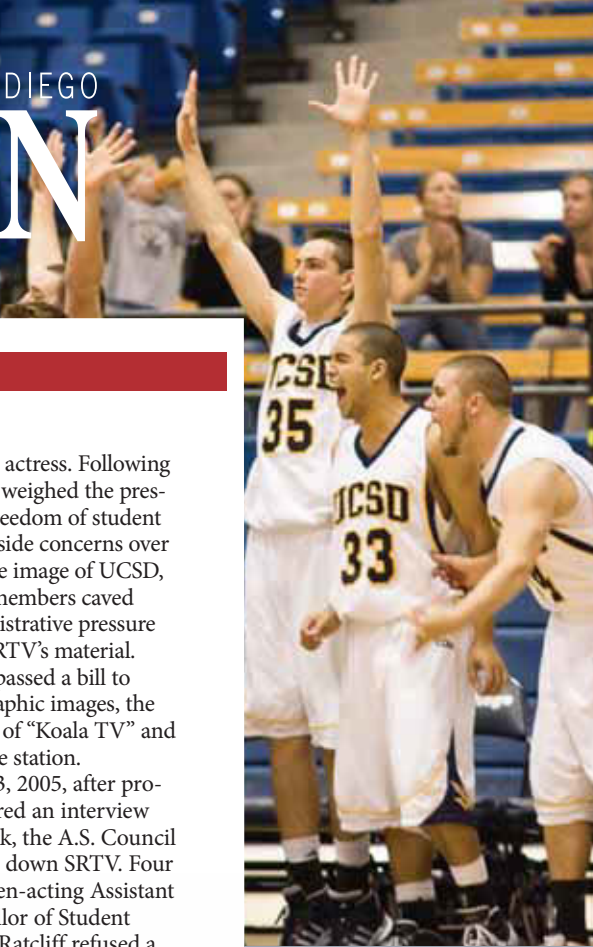 DIEGO
N
UCSD
35
UCSD
33
actress. Following
weighed the pres-
eedom of student
side concerns over
e image of UCSD,
members caved
istrative pressure
RTV’s material.
passed a bill to
aphic images, the
of “Koala TV” and
e station.
3, 2005, after pro-
red an interview
k, the A.S. Council
down SRTV. Four
en-acting Assistant
llor of Student
Ratcliff refused a